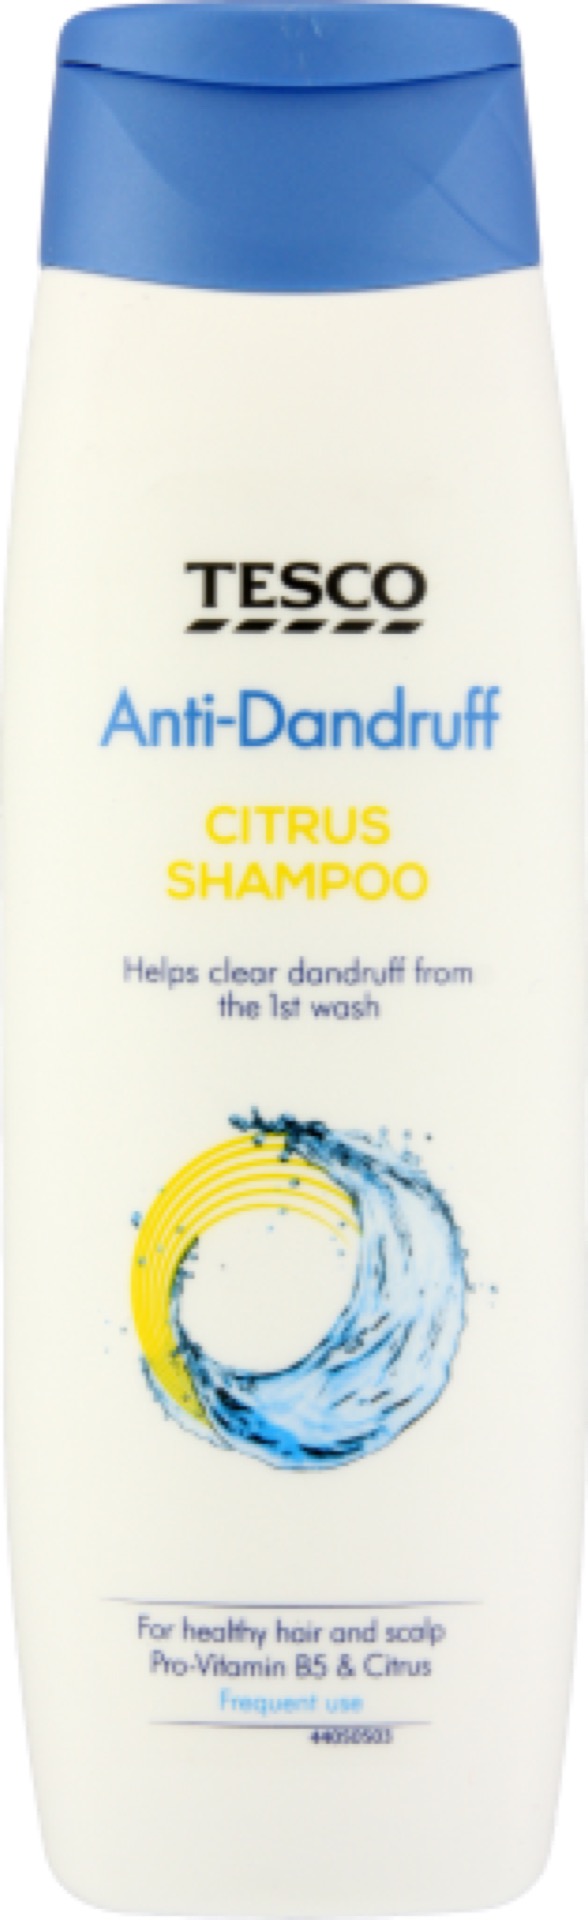 TESCO
Anti-Dandruff
CITRUS
SHAMPOO
Helps clear dandruff from
the 1st wash
For healthy hair and scalp
Pro-Vitamin B5 & Citrus
Frequent use
44050503